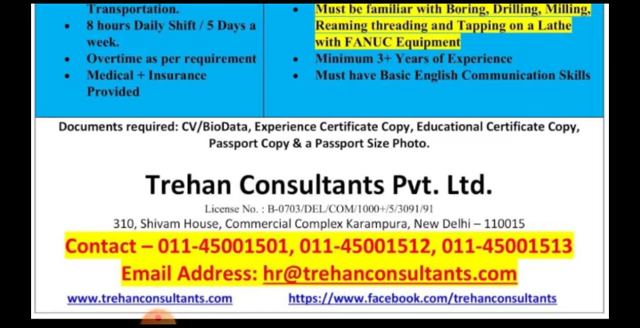 Transportation.
• 8 hours Daily Shift / 5 Days a
week.
• Overtime as per requirement
• Medical + Insurance
Provided
• Must be familiar with Boring, Drilling, Milling,
Reaming threading and Tapping on a Lathe
with FANUC Equipment
• Minimum 3+ Years of Experience
• Must have Basic English Communication Skills
Documents required: CV/BioData, Experience Certificate Copy, Educational Certificate Copy,
Passport Copy & a Passport Size Photo.
Trehan Consultants Pvt. Ltd.
License No. : B-0703/DEL/COM/1000+/5/3091/91
310, Shivam House, Commercial Complex Karampura, New Delhi – 110015
Contact – 011-45001501, 011-45001512, 011-45001513
Email Address: hr@trehanconsultants.com
www.trehanconsultants.com https://www.facebook.com/trehanconsultants